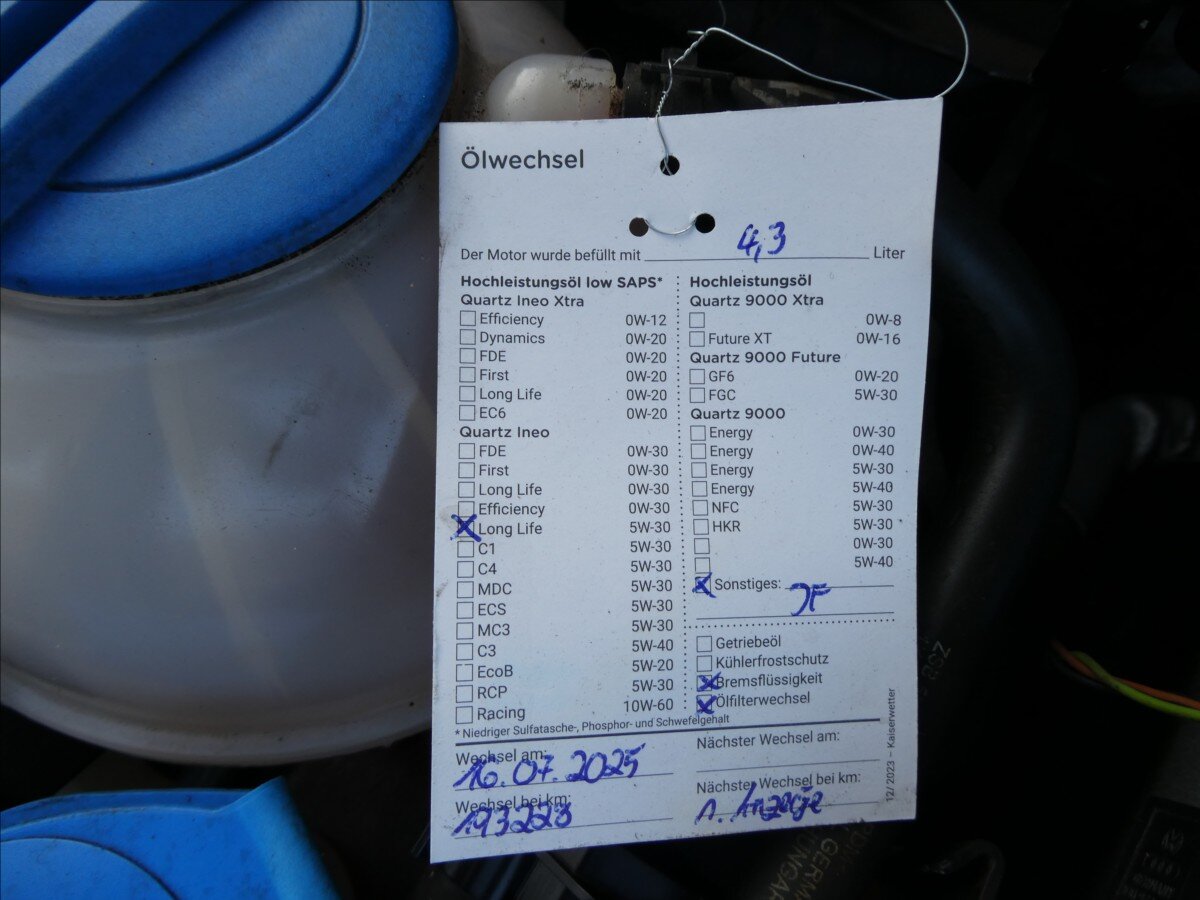 Ölwechsel
Der Motor wurde befüllt mit 4,3 Liter
Hochleistungsöl low SAPS*
Quartz Ineo Xtra
Efficiency 0W-12
Dynamics 0W-20
FDE 0W-20
First 0W-20
Long Life 0W-20
EC6 0W-20
Quartz Ineo
FDE 0W-30
First 0W-30
Long Life 0W-30
Efficiency 0W-30
Long Life 5W-30
C1 5W-30
C4 5W-30
MDC 5W-30
ECS 5W-30
MC3 5W-30
C3 5W-40
EcoB 5W-20
RCP 5W-30
Racing 10W-60
* Niedriger Sulfatasche-, Phosphor- und Schwefelgehalt
Wechsel am:
16.07.2025
Wechsel bei km:
193223
Hochleistungsöl
Quartz 9000 Xtra
0W-8
Future XT 0W-16
Quartz 9000 Future
GF6 0W-20
FGC 5W-30
Quartz 9000
Energy 0W-30
Energy 0W-40
Energy 5W-30
Energy 5W-40
NFC 5W-30
HKR 5W-30
0W-30
5W-40
Sonstiges:
Getriebeöl
Kühlerfrostschutz
Bremsflüssigkeit
Ölfilterwechsel
Nächster Wechsel am:
Nächster Wechsel bei km:
n. Anzeige
12/2023 – Kaiserwetter